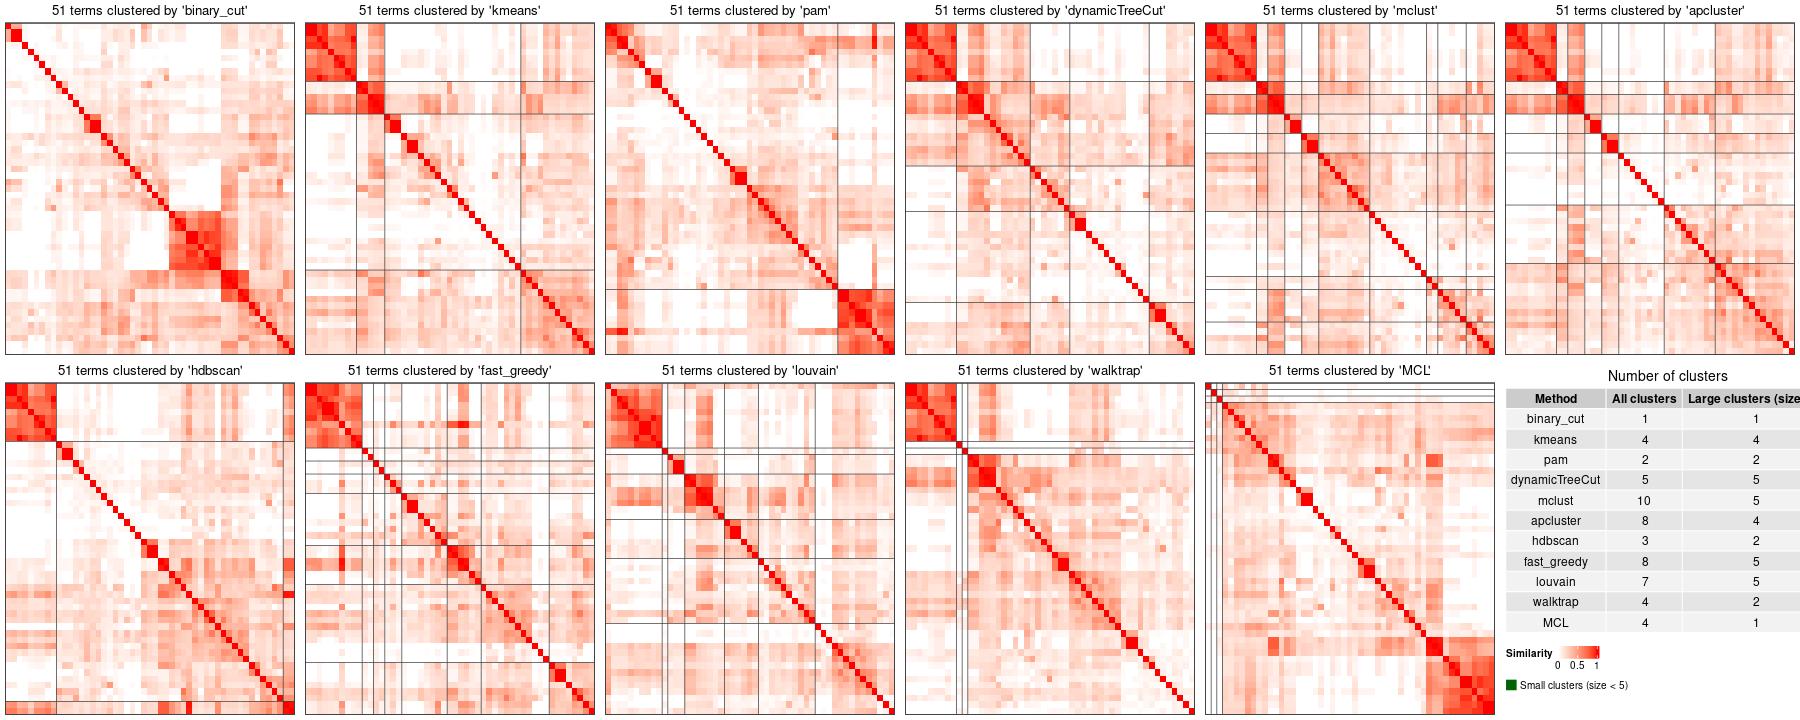 51 terms clustered by 'binary_cut'
51 terms clustered by 'kmeans'
51 terms clustered by 'pam'
51 terms clustered by 'dynamicTreeCut'
51 terms clustered by 'mclust'
51 terms clustered by 'apcluster'
51 terms clustered by 'hdbscan'
51 terms clustered by 'fast_greedy'
51 terms clustered by 'louvain'
51 terms clustered by 'walktrap'
51 terms clustered by 'MCL'
Number of clusters
Method All clusters Large clusters (size
binary_cut 1 1
kmeans 4 4
pam 2 2
dynamicTreeCut 5 5
mclust 10 5
apcluster 8 4
hdbscan 3 2
fast_greedy 8 5
louvain 7 5
walktrap 4 2
MCL 4 1
Similarity
0 0.5 1
Small clusters (size < 5)